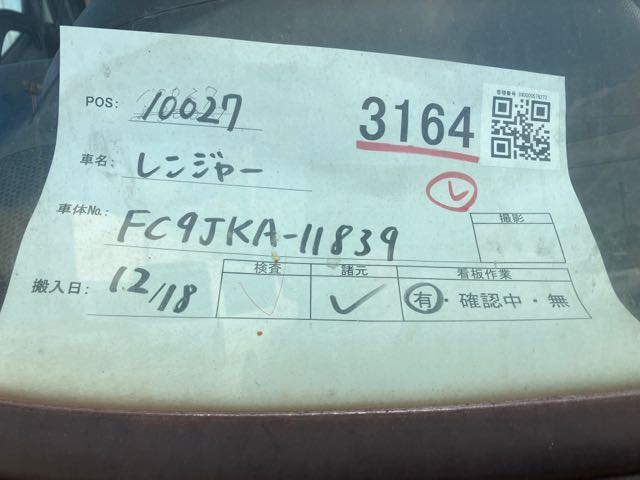 POS: 10027
3164
車名: レンジャー
レ
車体No.: FC9JKA-11839
撮影
搬入日: 12/18
検査 諸元 看板作業
有・確認中・無